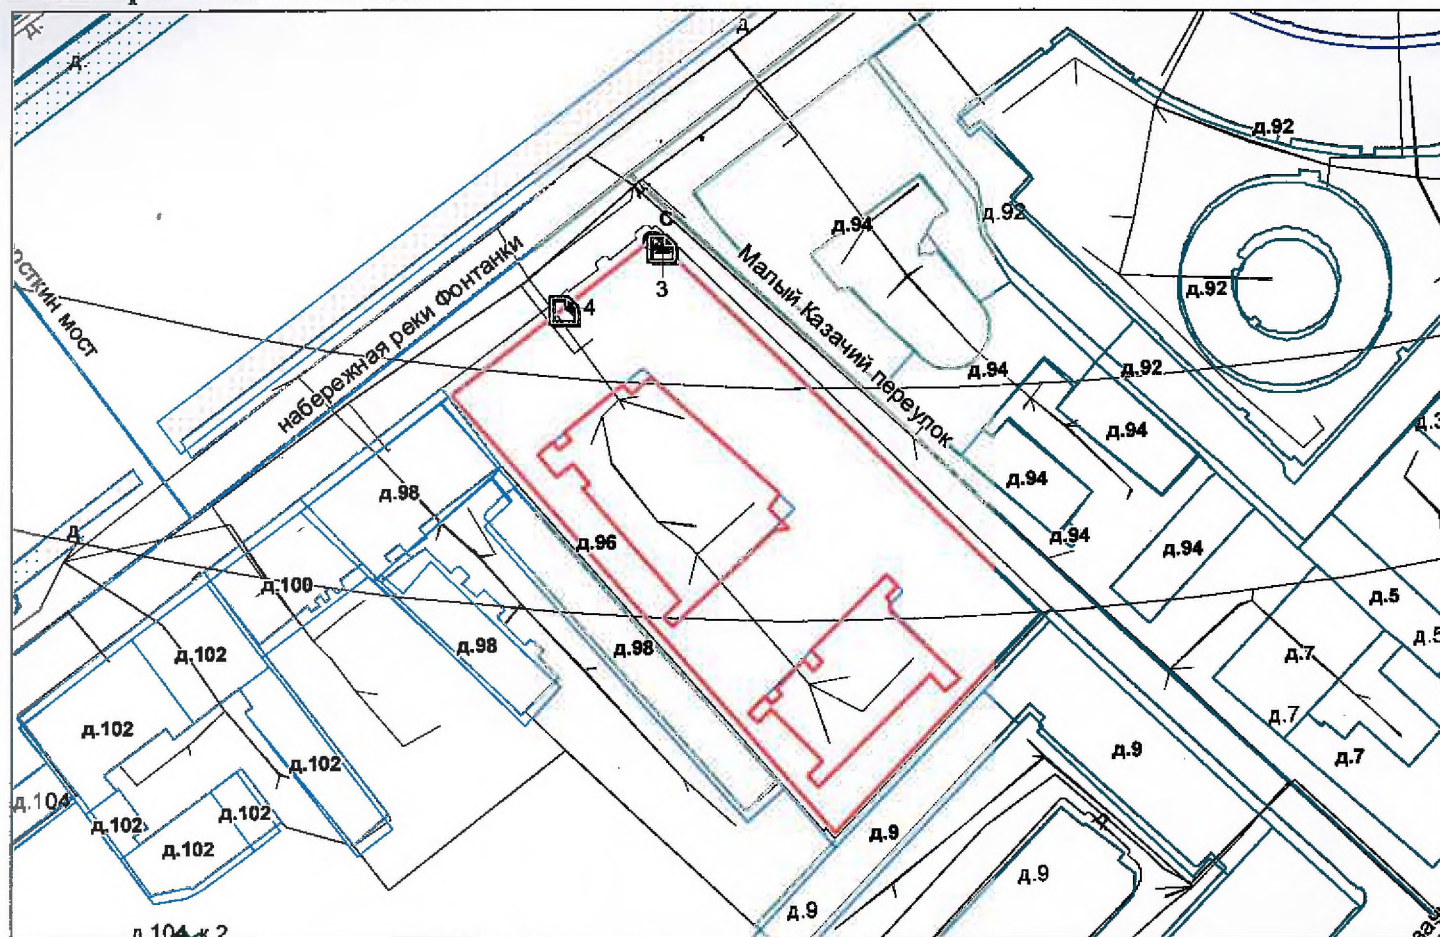 д.
д.
д
д.92
д.94
д.92
С
3
4
набережная реки Фонтанки
Малый Казачий переулок
д.92
мост
д.94
д.92
д.94
д.94
д.94
д.94
д.98
д.96
д
д.100
д.5
д.5
д.98
д.98
д.102
д.7
д.7
д.7
д.102
д.9
д.102
д.104
д.102
д.102
д.102
д.9
д
д.9
д.9
д.104 к.2